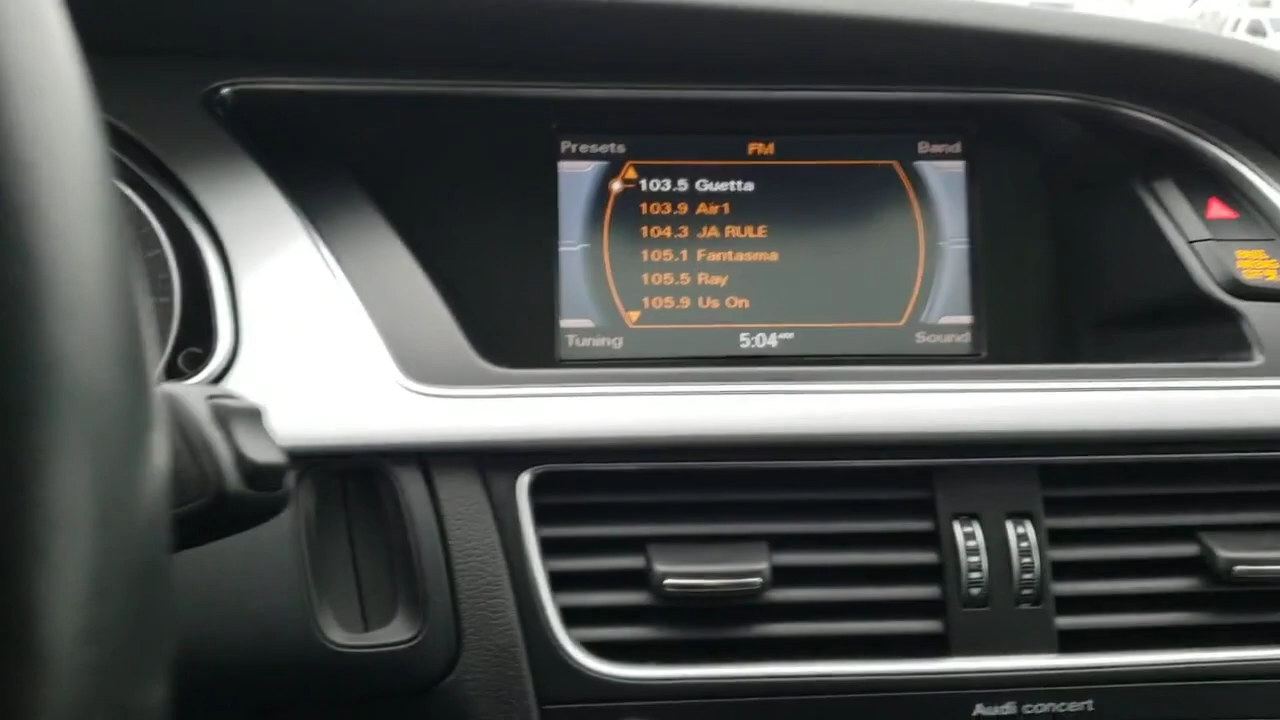 Presets FM Band
103.5 Guetta
103.9 Air1
104.3 JA RULE
105.1 Fantasma
105.5 Ray
105.9 Us On
Tuning 5:04 Sound
Audi concert